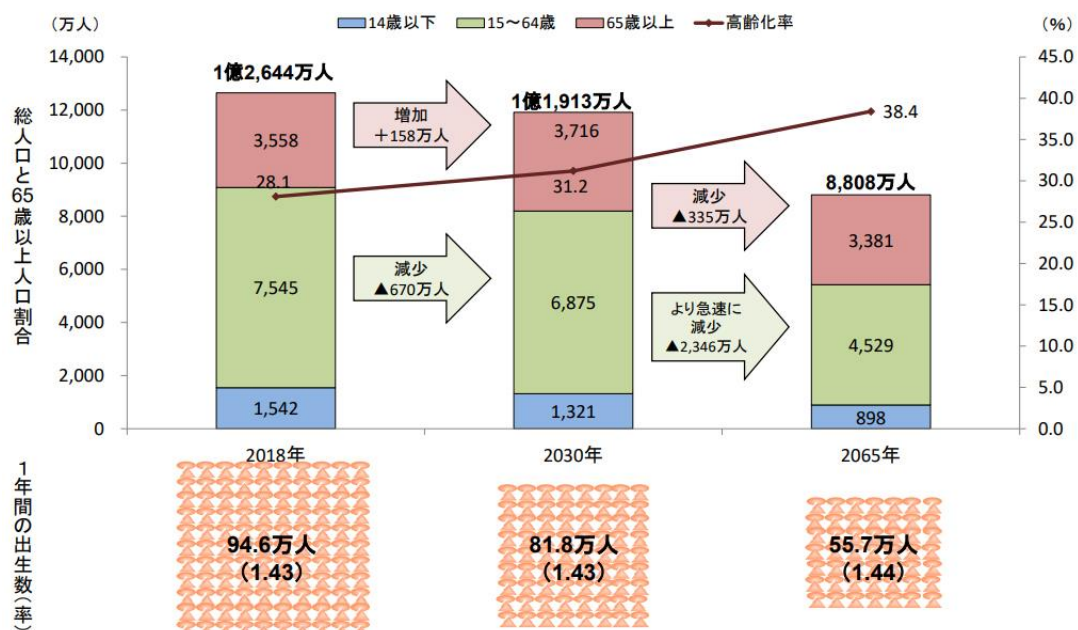 （万人）
14歳以下
15～64歳
65歳以上
高齢化率
（%）
総人口と65歳以上人口割合
14,000
12,000
10,000
8,000
6,000
4,000
2,000
0
1億2,644万人
3,558
28.1
7,545
1,542
増加
＋158万人
減少
▲670万人
1億1,913万人
3,716
31.2
6,875
1,321
減少
▲335万人
より急速に
減少
▲2,346万人
38.4
8,808万人
3,381
4,529
898
45.0
40.0
35.0
30.0
25.0
20.0
15.0
10.0
5.0
0.0
2018年
2030年
2065年
1年間の出生数（率）
94.6万人
（1.43）
81.8万人
（1.43）
55.7万人
（1.44）